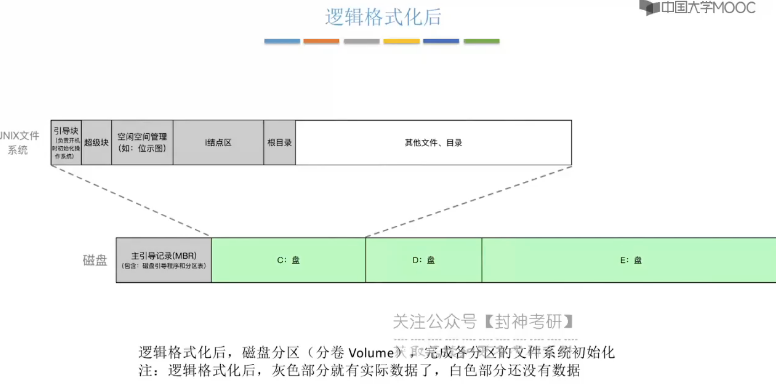 逻辑格式化后
中国大学MOOC
UNIX文件
系统
引导块
(负责开机
时初始化操
作系统)
超级块
空闲空间管理
(如:位示图)
i结点区
根目录
其他文件、目录
磁盘
主引导记录(MBR)
(包含:磁盘引导程序和分区表)
C:盘
D:盘
E:盘
关注公众号【封神考研】
逻辑格式化后,磁盘分区(分卷 Volume),完成各分区的文件系统初始化
注:逻辑格式化后,灰色部分就有实际数据了,白色部分还没有数据